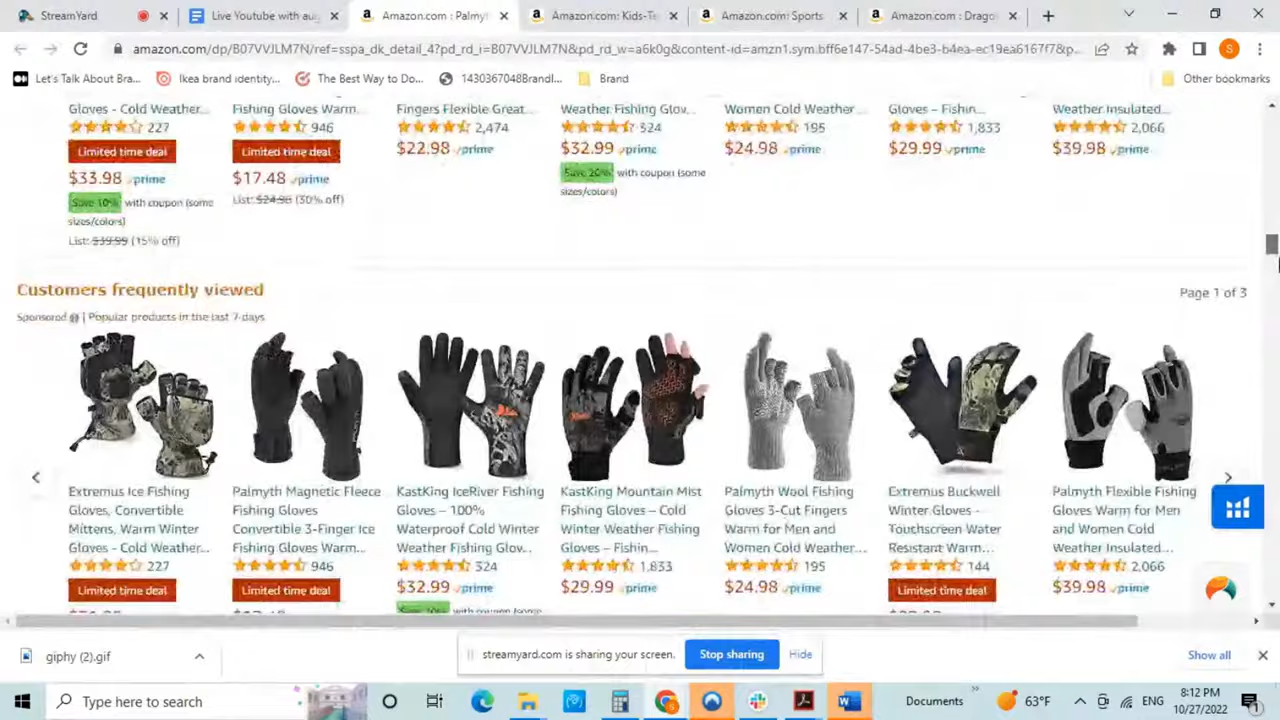 StreamYard
Live Youtube with au
Amazon.com : Palmy
Amazon.com: Kids-Te
Amazon.com: Sports
Amazon.com : Drago
amazon.com/dp/B07VVJLM7N/ref=sspa_dk_detail_4?pd_rd_i=B07VVJLM7N&pd_rd_w=a6k0g&content-id=amzn1.sym.bff6e147-54ad-4be3-b4ea-ec19ea6167f7&p...
Let's Talk About Bra...
Ikea brand identity...
The Best Way to Do...
1430367048Brandl...
Brand
Other bookmarks
Gloves - Cold Weather...
Fishing Gloves Warm...
Fingers Flexible Great...
Weather Fishing Glov...
Women Cold Weather...
Gloves – Fishin...
Weather Insulated...
227
946
2,474
324
195
1,833
2,066
Limited time deal
Limited time deal
$22.98 prime
$32.99 prime
$24.98 prime
$29.99 prime
$39.98 prime
$33.98 prime
$17.48 prime
Save 20% with coupon (some
sizes/colors)
Save 10% with coupon (some
sizes/colors)
List: $24.98 (30% off)
List: $39.99 (15% off)
Customers frequently viewed
Page 1 of 3
Sponsored | Popular products in the last 7-days
Extremus Ice Fishing
Gloves, Convertible
Mittens, Warm Winter
Gloves - Cold Weather...
227
Limited time deal
Palmyth Magnetic Fleece
Fishing Gloves
Convertible 3-Finger Ice
Fishing Gloves Warm...
946
Limited time deal
KastKing IceRiver Fishing
Gloves – 100%
Waterproof Cold Winter
Weather Fishing Glov...
324
$32.99 prime
with coupon (some
KastKing Mountain Mist
Fishing Gloves – Cold
Winter Weather Fishing
Gloves – Fishin...
1,833
$29.99 prime
Palmyth Wool Fishing
Gloves 3-Cut Fingers
Warm for Men and
Women Cold Weather...
195
$24.98 prime
Extremus Buckwell
Winter Gloves -
Touchscreen Water
Resistant Warm...
144
Limited time deal
Palmyth Flexible Fishing
Gloves Warm for Men
and Women Cold
Weather Insulated...
2,066
$39.98 prime
giphy (2).gif
streamyard.com is sharing your screen.
Stop sharing
Hide
Show all
Type here to search
Documents
63°F
ENG
8:12 PM
10/27/2022